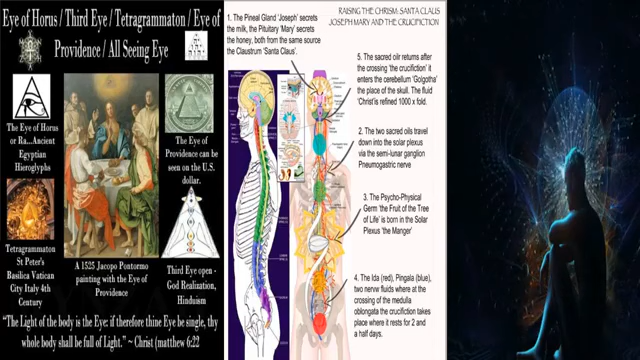 Eye of Horus / Third Eye / Tetragrammaton / Eye of
Providence / All Seeing Eye
The Eye of Horus
or Ra...Ancient
Egyptian
Hieroglyphs
The Eye of
Providence can be
seen on the U.S.
dollar.
Tetragrammaton
St Peter's
Basilica Vatican
City Italy 4th
Century
A 1525 Jacopo Pontormo
painting with the Eye of
Providence
Third Eye open -
God Realization,
Hinduism
“The Light of the body is the Eye: if therefore thine Eye be single, thy
whole body shall be full of Light.” ~ Christ (matthew 6:22
RAISING THE CHRISM: SANTA CLAUS
JOSEPH MARY AND THE CRUCIFICTION
1. The Pineal Gland 'Joseph' secrets
the milk, the Pituitary 'Mary' secrets
the honey, both from the same source
the Claustrum 'Santa Claus'.
5. The sacred oilr returns after
the crossing 'the crucifiction' it
enters the cerebellum 'Golgotha'
the place of the skull. The fluid
'Christ'is refined 1000 x fold.
2. The two sacred oils travel
down into the solar plexus
via the semi-lunar ganglion
Pneumogastric nerve
3. The Psycho-Physical
Germ 'the Fruit of the Tree
of Life' is born in the Solar
Plexus 'the Manger'
4. The Ida (red), Pingala (blue),
two nervw fluids where at the
crossing of the medulla
oblongata the crucifiction takes
place where it rests for 2 and
a half days.